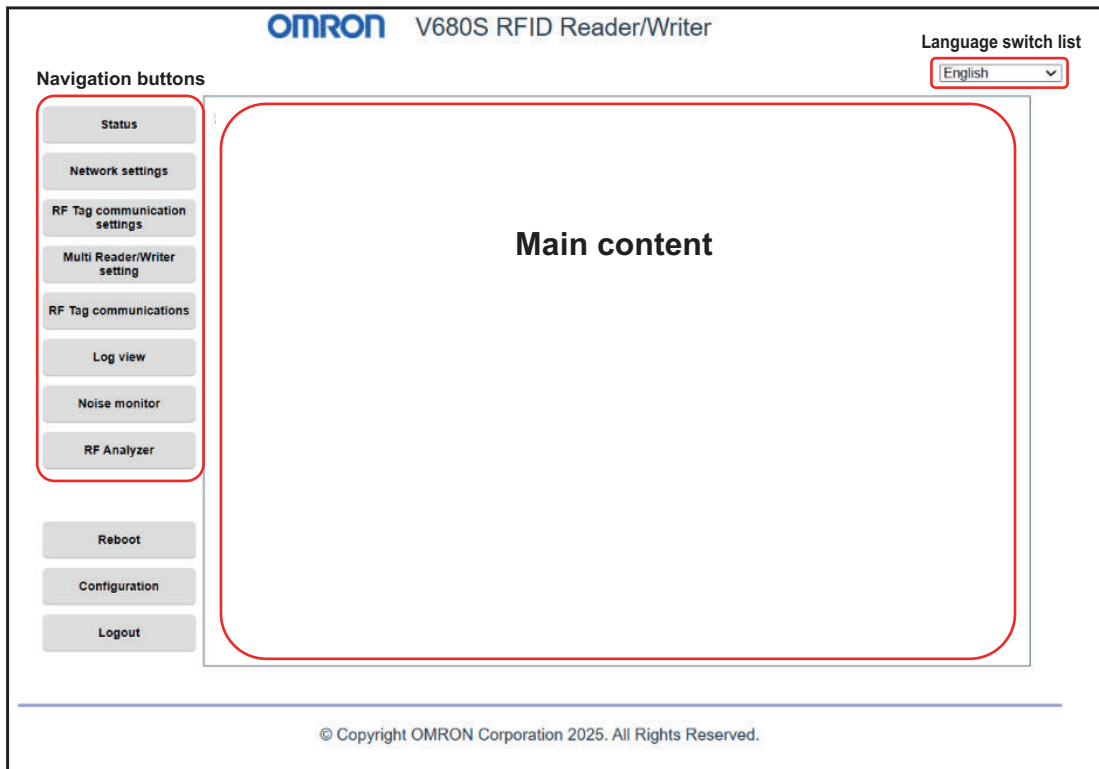 OMRON V680S RFID Reader/Writer
Language switch list
English
Navigation buttons
Status
Network settings
RF Tag communication
settings
Multi Reader/Writer
setting
RF Tag communications
Log view
Noise monitor
RF Analyzer
Reboot
Configuration
Logout
Main content
© Copyright OMRON Corporation 2025. All Rights Reserved.